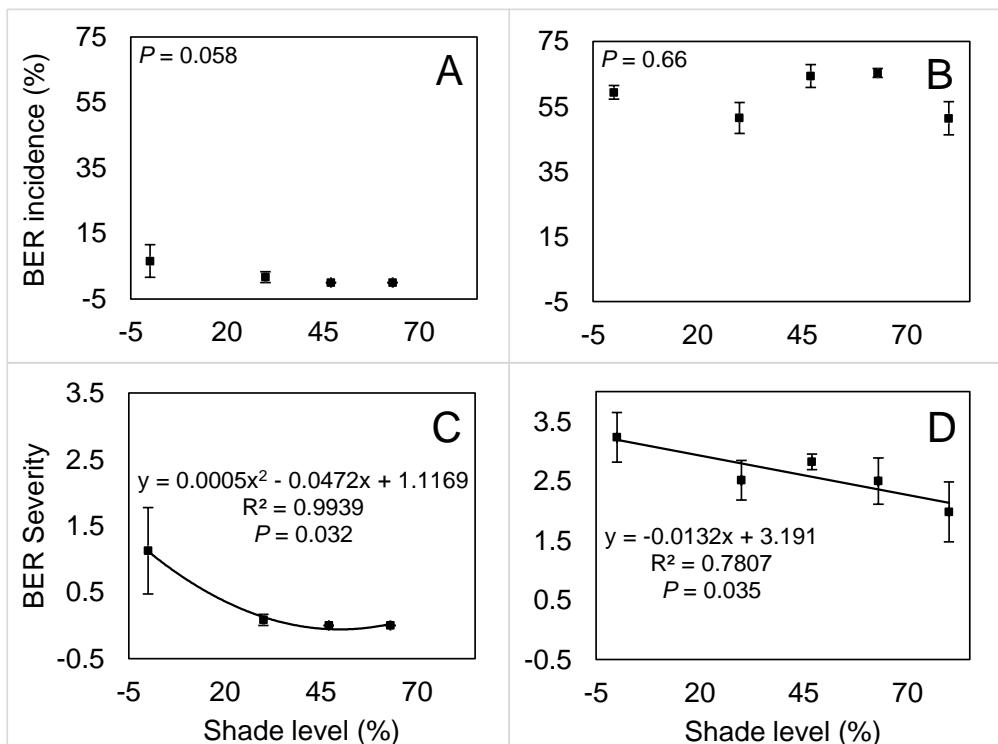 BER incidence (%)
75
55
35
15
-5
P = 0.058
A
-5 20 45 70
75
55
35
15
-5
P = 0.66
B
-5 20 45 70
BER Severity
3.5
2.5
1.5
0.5
-0.5
C
y = 0.0005x² - 0.0472x + 1.1169
R² = 0.9939
P = 0.032
-5 20 45 70
Shade level (%)
3.5
2.5
1.5
0.5
-0.5
D
y = -0.0132x + 3.191
R² = 0.7807
P = 0.035
-5 20 45 70
Shade level (%)